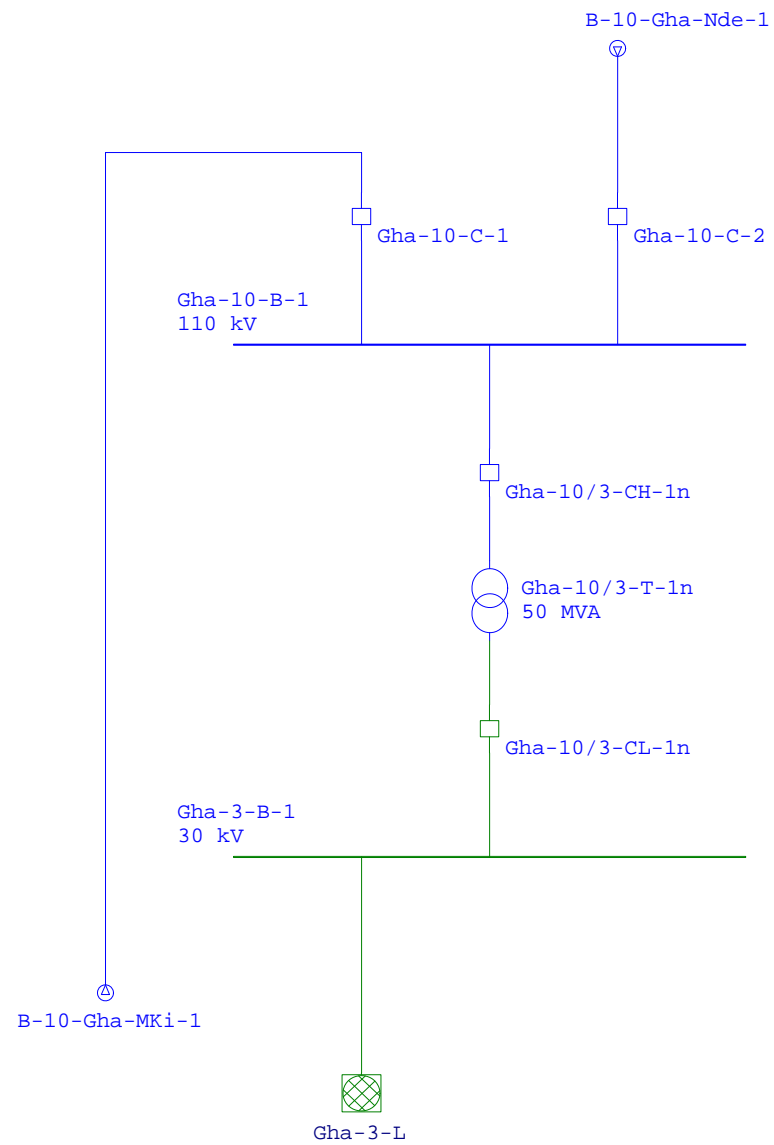 B-10-Gha-Nde-1
Gha-10-C-1
Gha-10-C-2
Gha-10-B-1
110 kV
Gha-10/3-CH-1n
Gha-10/3-T-1n
50 MVA
Gha-10/3-CL-1n
Gha-3-B-1
30 kV
B-10-Gha-MKi-1
Gha-3-L